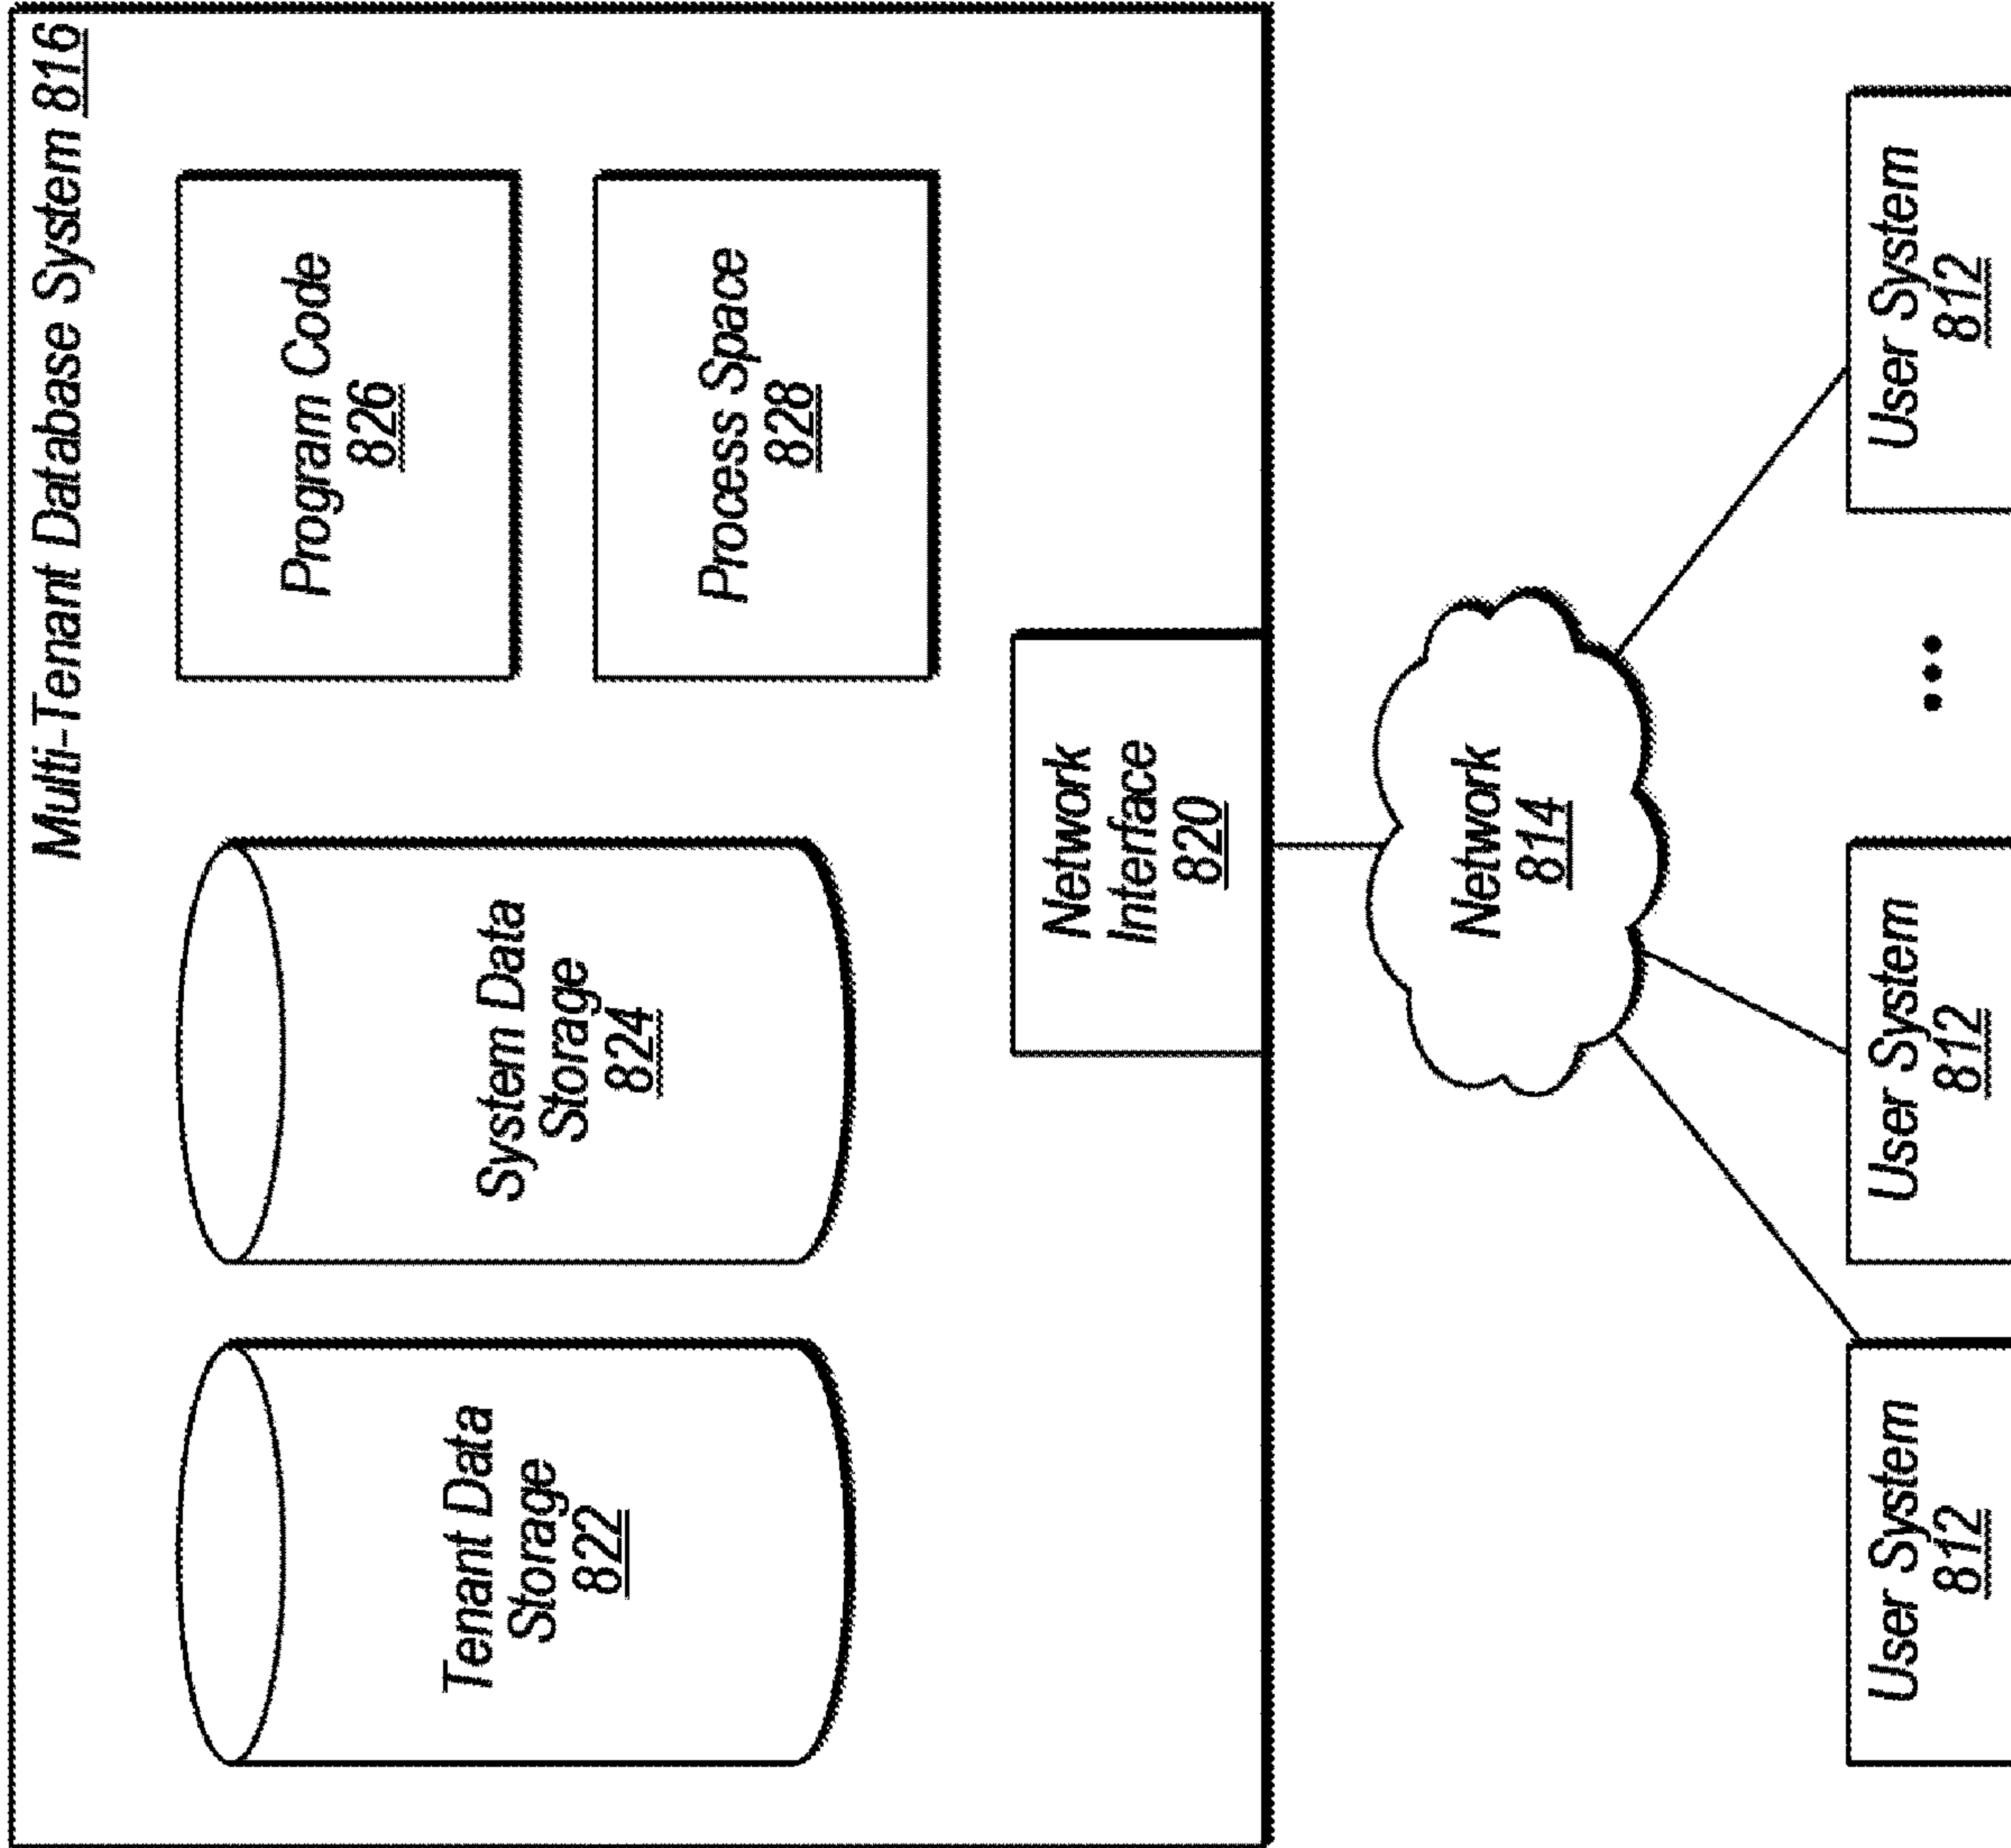 Multi-Tenant Database System 816
Tenant Data
Storage
822
System Data
Storage
824
Program Code
826
Process Space
828
Network
Interface
820
Network
814
User System
812
User System
812
•••
User System
812